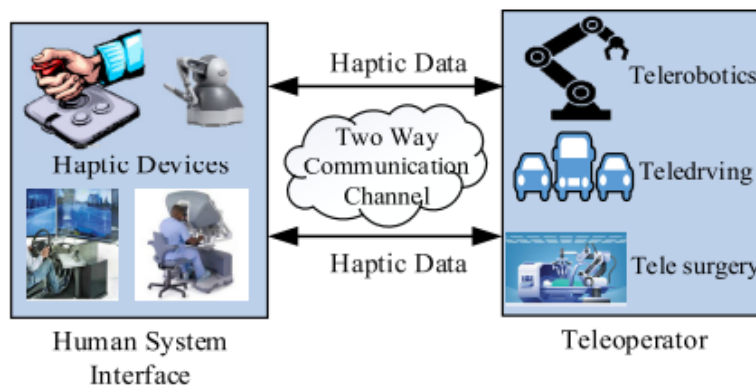 Haptic Data
Telerobotics
Two Way
Communication
Channel
Haptic Devices
Teledrving
Haptic Data
Tele surgery
Human System
Interface
Teleoperator